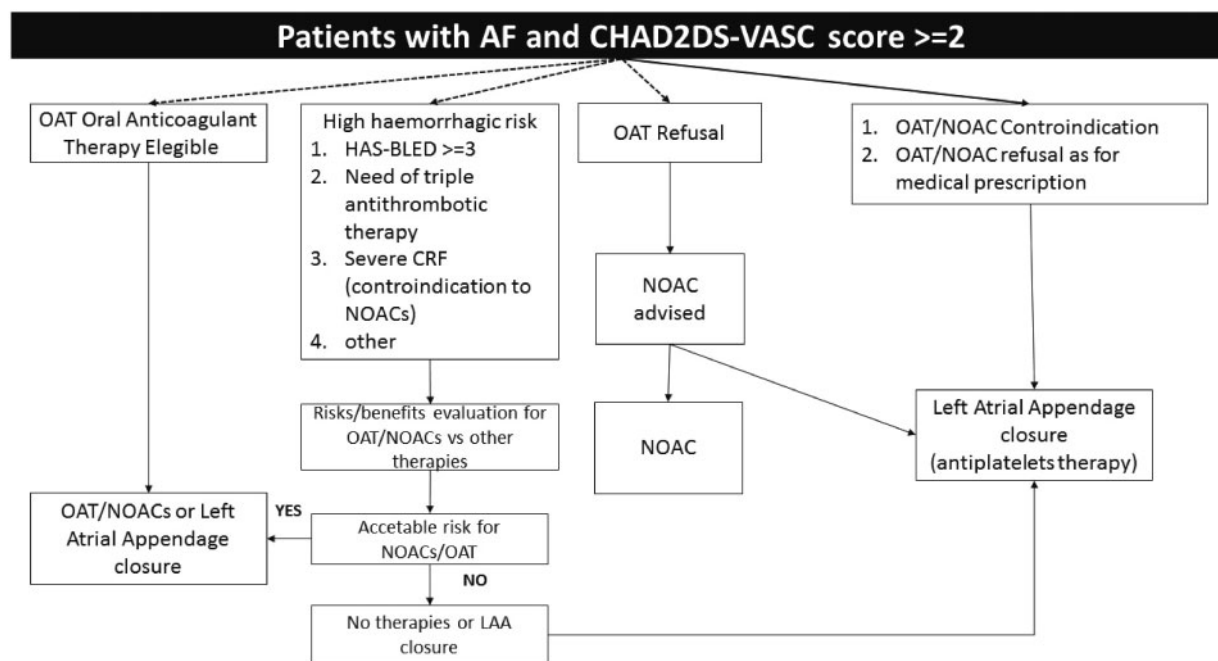 Patients with AF and CHAD2DS-VASC score >=2
OAT Oral Anticoagulant
Therapy Elegible
High haemorrhagic risk
1. HAS-BLED >=3
2. Need of triple
antithrombotic
therapy
3. Severe CRF
(controindication to
NOACs)
4. other
OAT Refusal
1. OAT/NOAC Controindication
2. OAT/NOAC refusal as for
medical prescription
NOAC
advised
Risks/benefits evaluation for
OAT/NOACs vs other
therapies
NOAC
Left Atrial Appendage
closure
(antiplatelets therapy)
OAT/NOACs or Left
Atrial Appendage
closure
YES
Accetable risk for
NOACs/OAT
NO
No therapies or LAA
closure